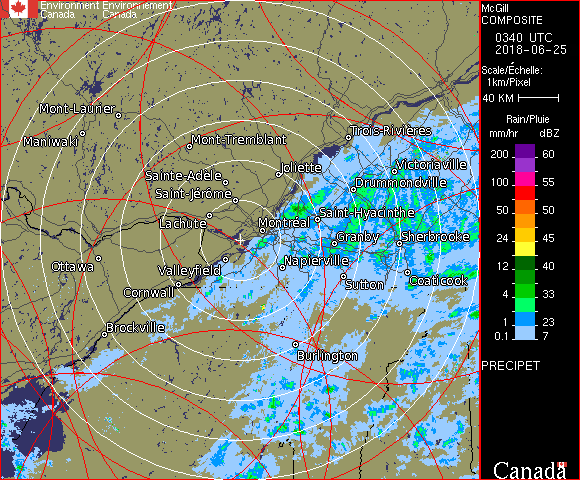 Environment Environnement
Canada Canada
McGill
COMPOSITE
0340 UTC
2018-06-25
Scale/Échelle:
1km/Pixel
40 KM
Rain/Pluie
mm/hr dBZ
200 60
150 57
100 55
50 50
24 45
12 40
4 33
1 23
0.1 7
PRECIPET
Canada
Mont-Laurier
Maniwaki
Mont-Tremblant
Trois-Rivières
Sainte-Adèle
Joliette
Victoriaville
Saint-Jérôme
Drummondville
Lachute
Montréal
Saint-Hyacinthe
Granby
Sherbrooke
Ottawa
Valleyfield
Napierville
Sutton
Coaticook
Cornwall
Brockville
Burlington